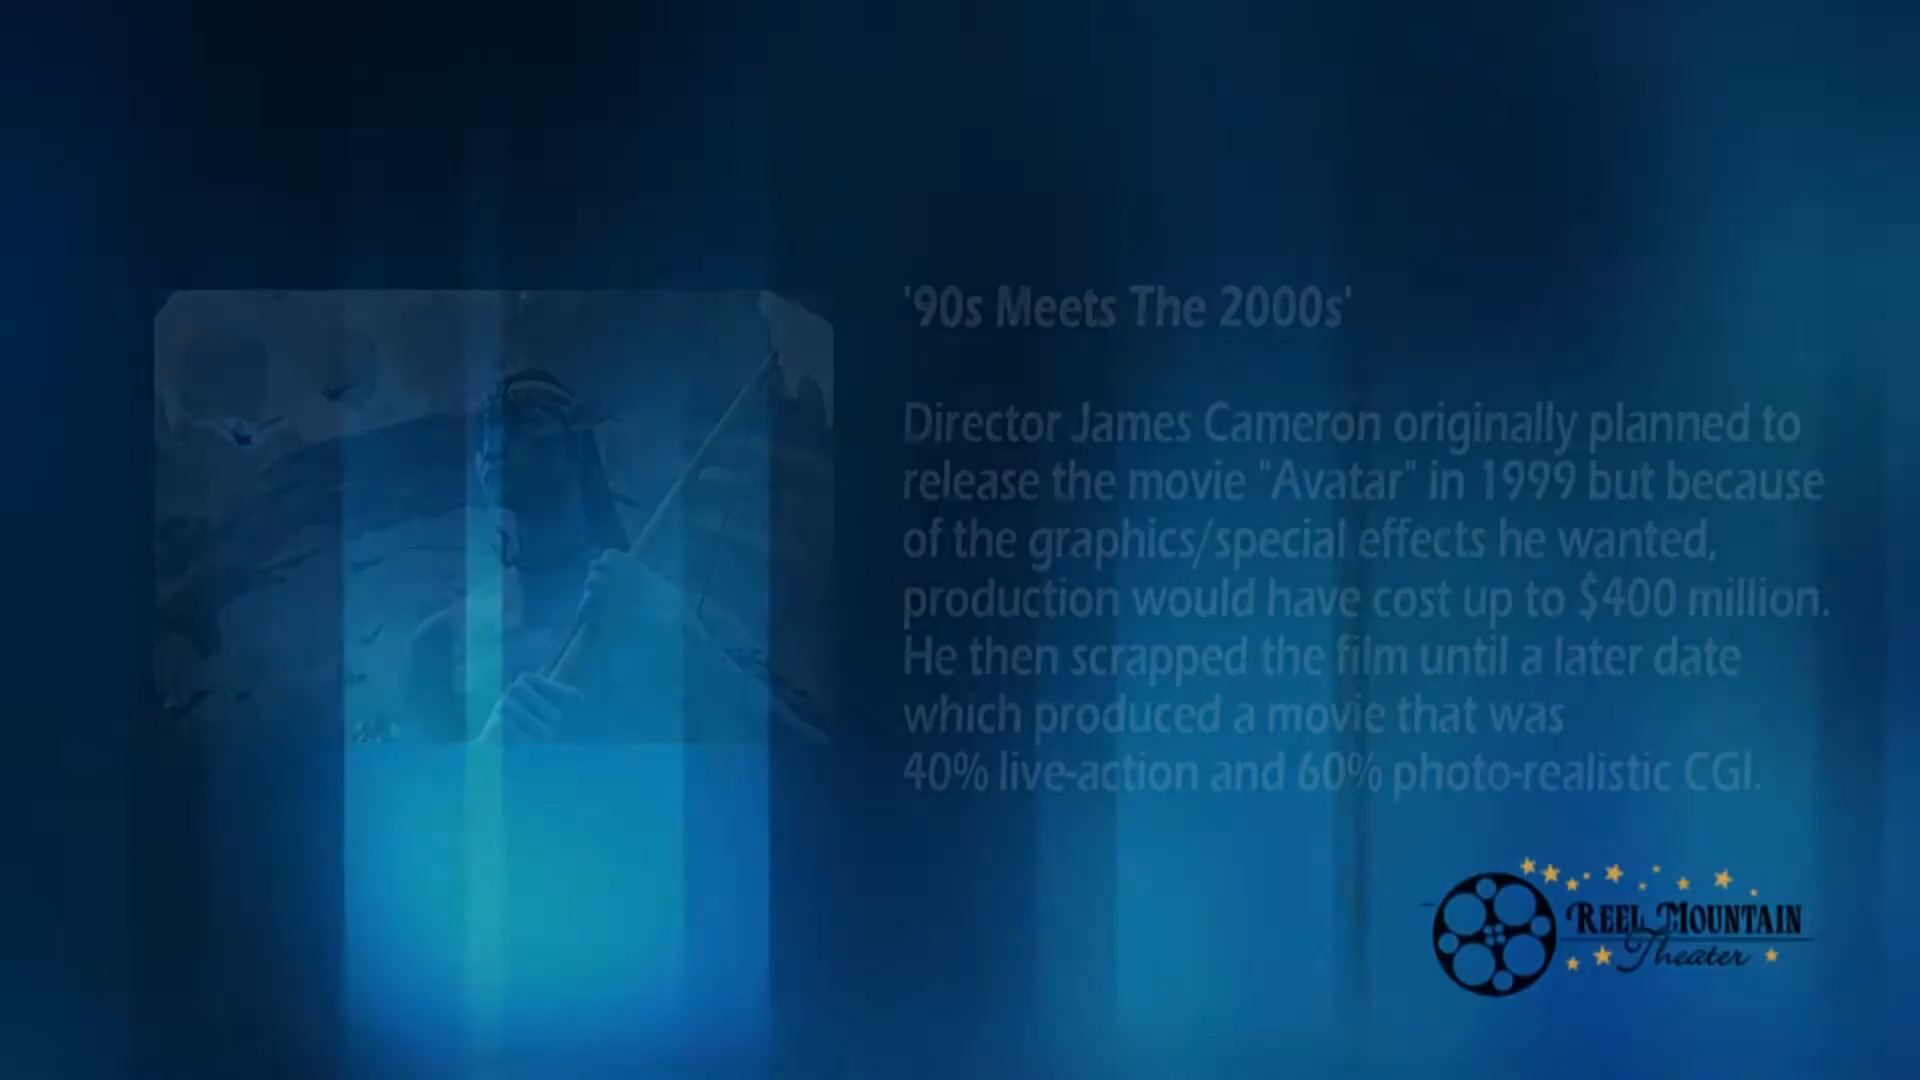 '90s Meets The 2000s'
Director James Cameron originally planned to
release the movie "Avatar" in 1999 but because
of the graphics/special effects he wanted,
production would have cost up to $400 million.
He then scrapped the film until a later date
which produced a movie that was
40% live-action and 60% photo-realistic CGI.
REEL MOUNTAIN
Theater